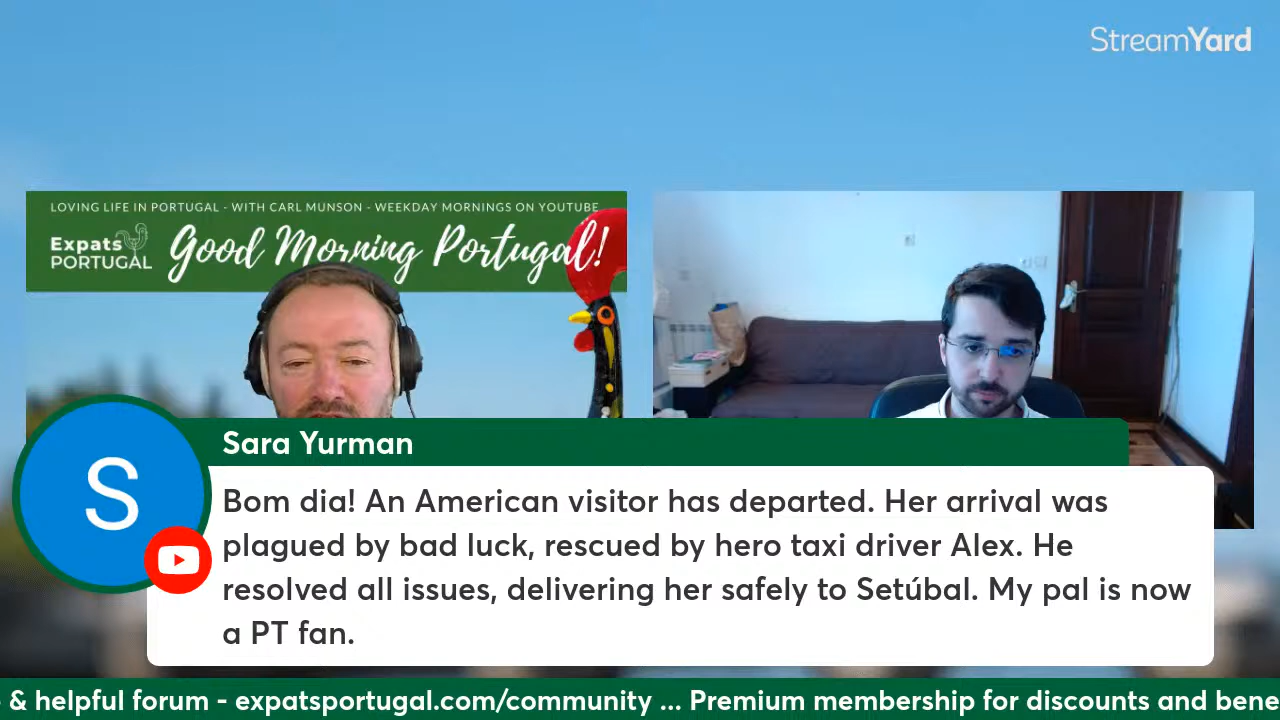 StreamYard
LOVING LIFE IN PORTUGAL - WITH CARL MUNSON - WEEKDAY MORNINGS ON YOUTUBE
Expats
PORTUGAL
Good Morning Portugal!
S
Sara Yurman
Bom dia! An American visitor has departed. Her arrival was
plagued by bad luck, rescued by hero taxi driver Alex. He
resolved all issues, delivering her safely to Setúbal. My pal is now
a PT fan.
& helpful forum - expatsportugal.com/community ... Premium membership for discounts and bene